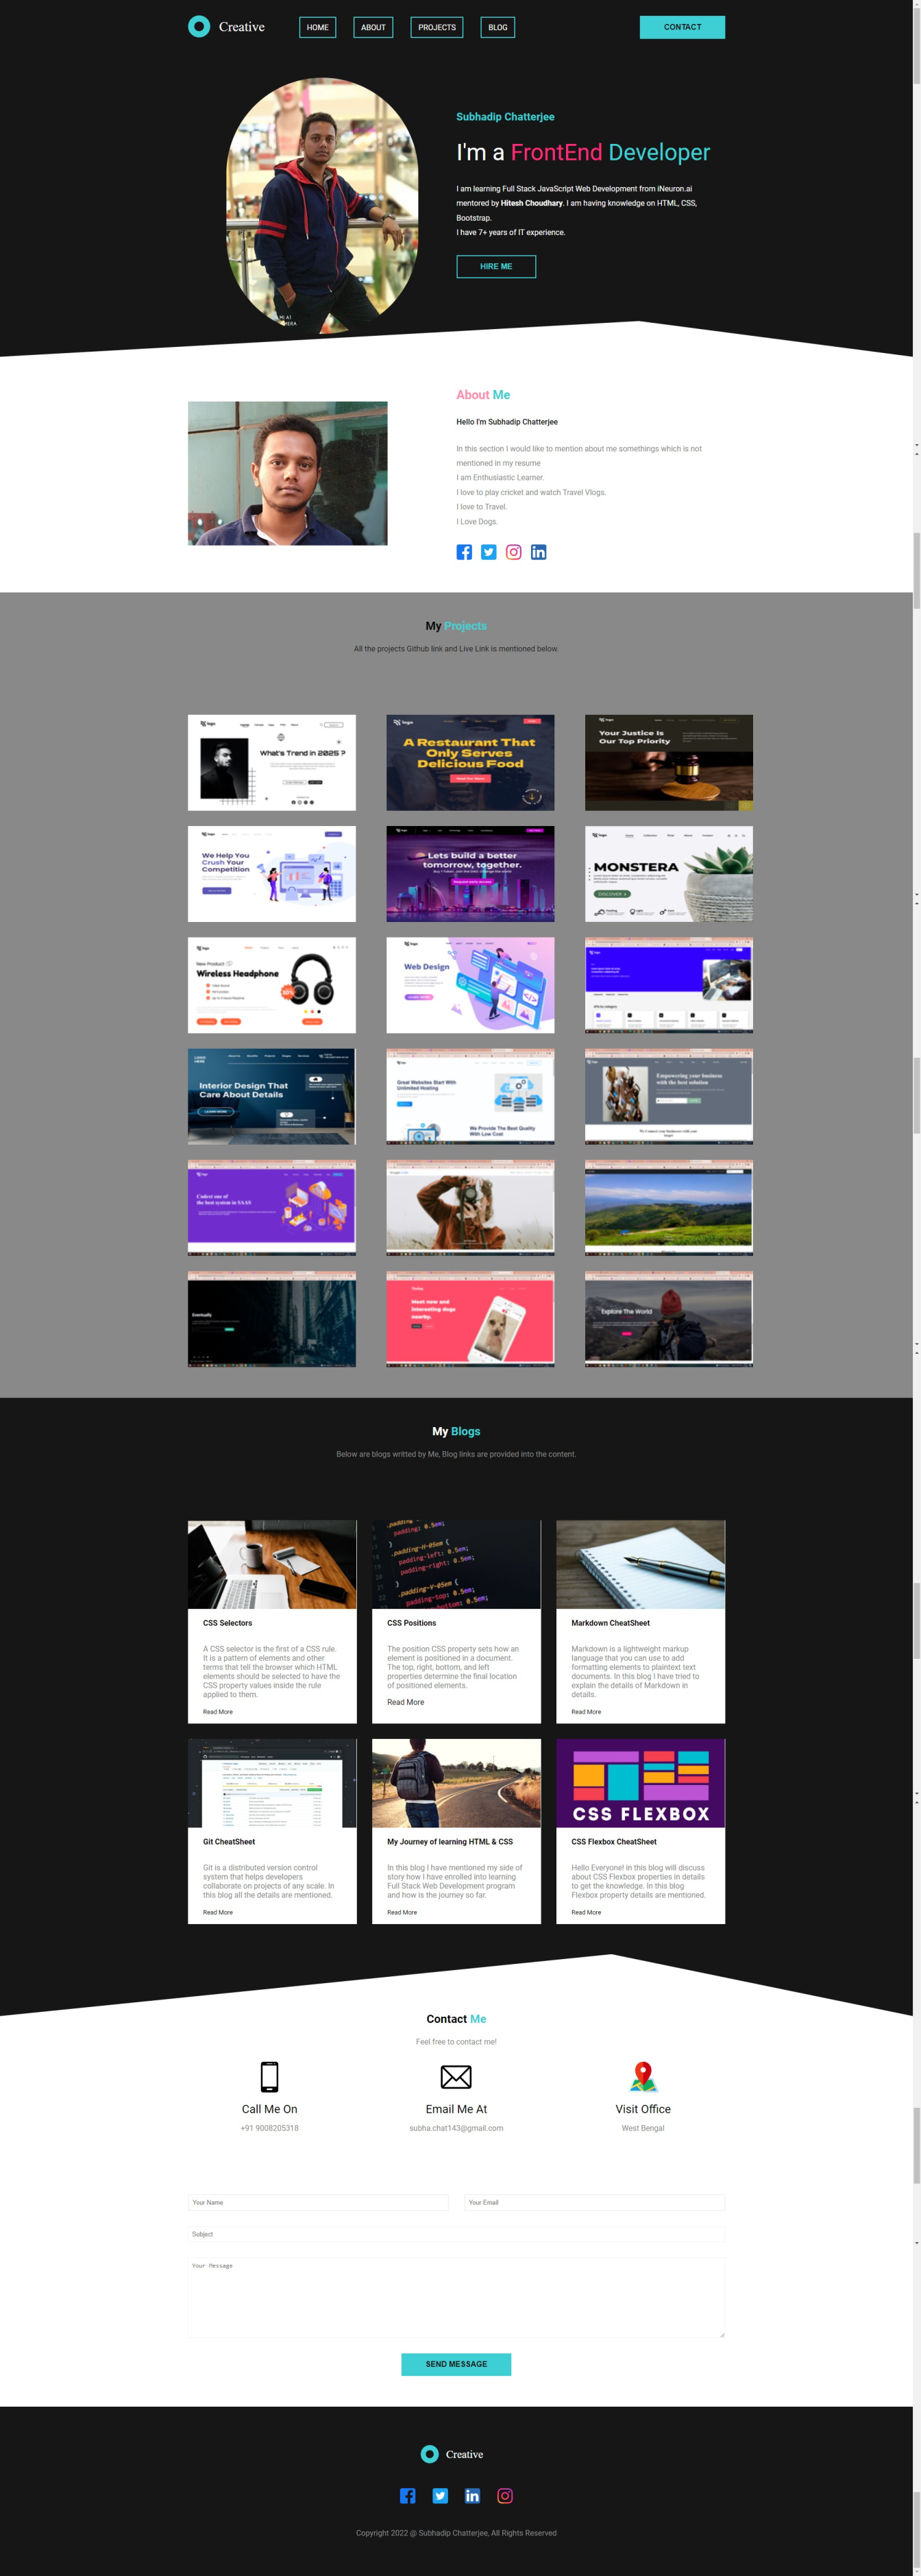 Creative
HOME
ABOUT
PROJECTS
BLOG
CONTACT
Subhadip Chatterjee
I'm a FrontEnd Developer
I am learning Full Stack JavaScript Web Development from iNeuron.ai
mentored by Hitesh Choudhary. I am having knowledge on HTML, CSS,
Bootstrap.
I have 7+ years of IT experience.
HIRE ME
About Me
Hello I'm Subhadip Chatterjee
In this section I would like to mention about me somethings which is not
mentioned in my resume
I am Enthusiastic Learner.
I love to play cricket and watch Travel Vlogs.
I love to Travel.
I Love Dogs.
My Projects
All the projects Github link and Live Link is mentioned below.
What's Trend in 2025 ?
A Restaurant That
Only Serves
Delicious Food
Your Justice Is
Our Top Priority
We Help You
Crush Your
Competition
Lets build a better
tomorrow, together.
MONSTERA
DISCOVER
New Product
Wireless Headphone
Web Design
Interior Design That
Care About Details
Great Websites Start With
Unlimited Hosting
We Provide The Best Quality
With Low Cost
Empowering your business
with the best solution
the best system in SAAS
Eventually
Meet new and
interesting dogs
nearby.
Explore The World
My Blogs
Below are blogs writted by Me, Blog links are provided into the content.
CSS Selectors
A CSS selector is the first of a CSS rule.
It is a pattern of elements and other
terms that tell the browser which HTML
elements should be selected to have the
CSS property values inside the rule
applied to them.
Read More
CSS Positions
The position CSS property sets how an
element is positioned in a document.
The top, right, bottom, and left
properties determine the final location
of positioned elements.
Read More
Markdown CheatSheet
Markdown is a lightweight markup
language that you can use to add
formatting elements to plaintext text
documents. In this blog I have tried to
explain the details of Markdown in
details.
Read More
Git CheatSheet
Git is a distributed version control
system that helps developers
collaborate on projects of any scale. In
this blog all the details are mentioned.
Read More
My Journey of learning HTML & CSS
In this blog I have mentioned my side of
story how I have enrolled into learning
Full Stack Web Development program
and how is the journey so far.
Read More
CSS FLEXBOX
CSS Flexbox CheatSheet
Hello Everyone! in this blog will discuss
about CSS Flexbox properties in details
to get the knowledge. In this blog
Flexbox property details are mentioned.
Read More
Contact Me
Feel free to contact me!
Call Me On
+91 9008205318
Email Me At
subha.chat143@gmail.com
Visit Office
West Bengal
Your Name
Your Email
Subject
Your Message
SEND MESSAGE
Creative
Copyright 2022 @ Subhadip Chatterjee, All Rights Reserved